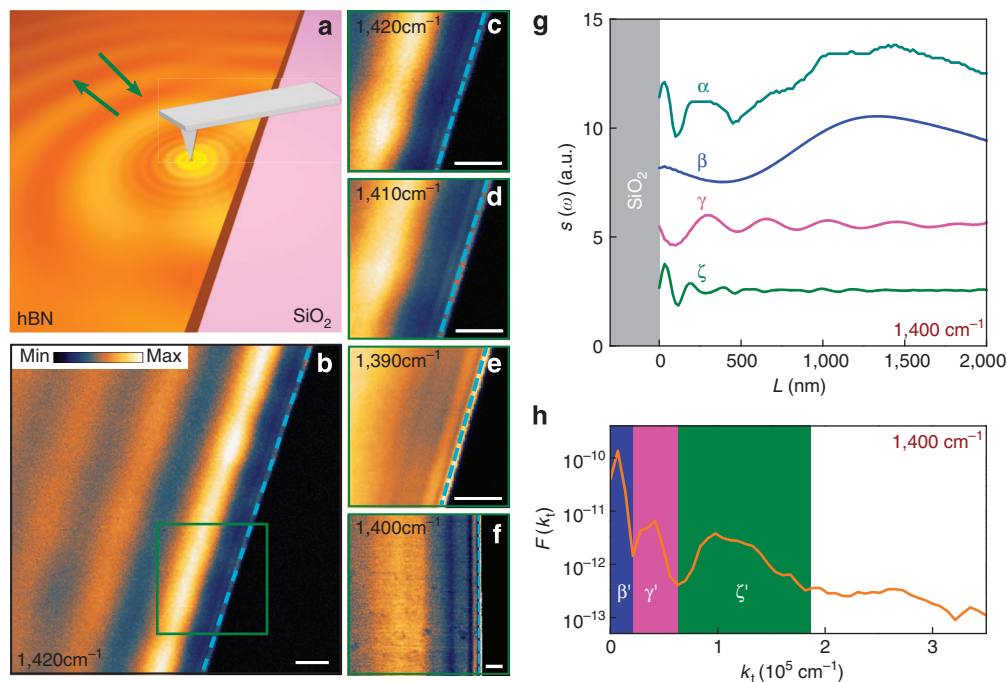 a
hBN
SiO₂
Min
Max
b
1,420cm⁻¹
1,420cm⁻¹
c
1,410cm⁻¹
d
1,390cm⁻¹
e
1,400cm⁻¹
f
g
s (ω) (a.u.)
15
10
5
0
SiO₂
α
β
γ
ζ
1,400 cm⁻¹
0 500 1,000 1,500 2,000
L (nm)
h
F (kₜ)
10⁻¹⁰
10⁻¹¹
10⁻¹²
10⁻¹³
β'
γ'
ζ'
1,400 cm⁻¹
0 1 2 3
kₜ (10⁵ cm⁻¹)